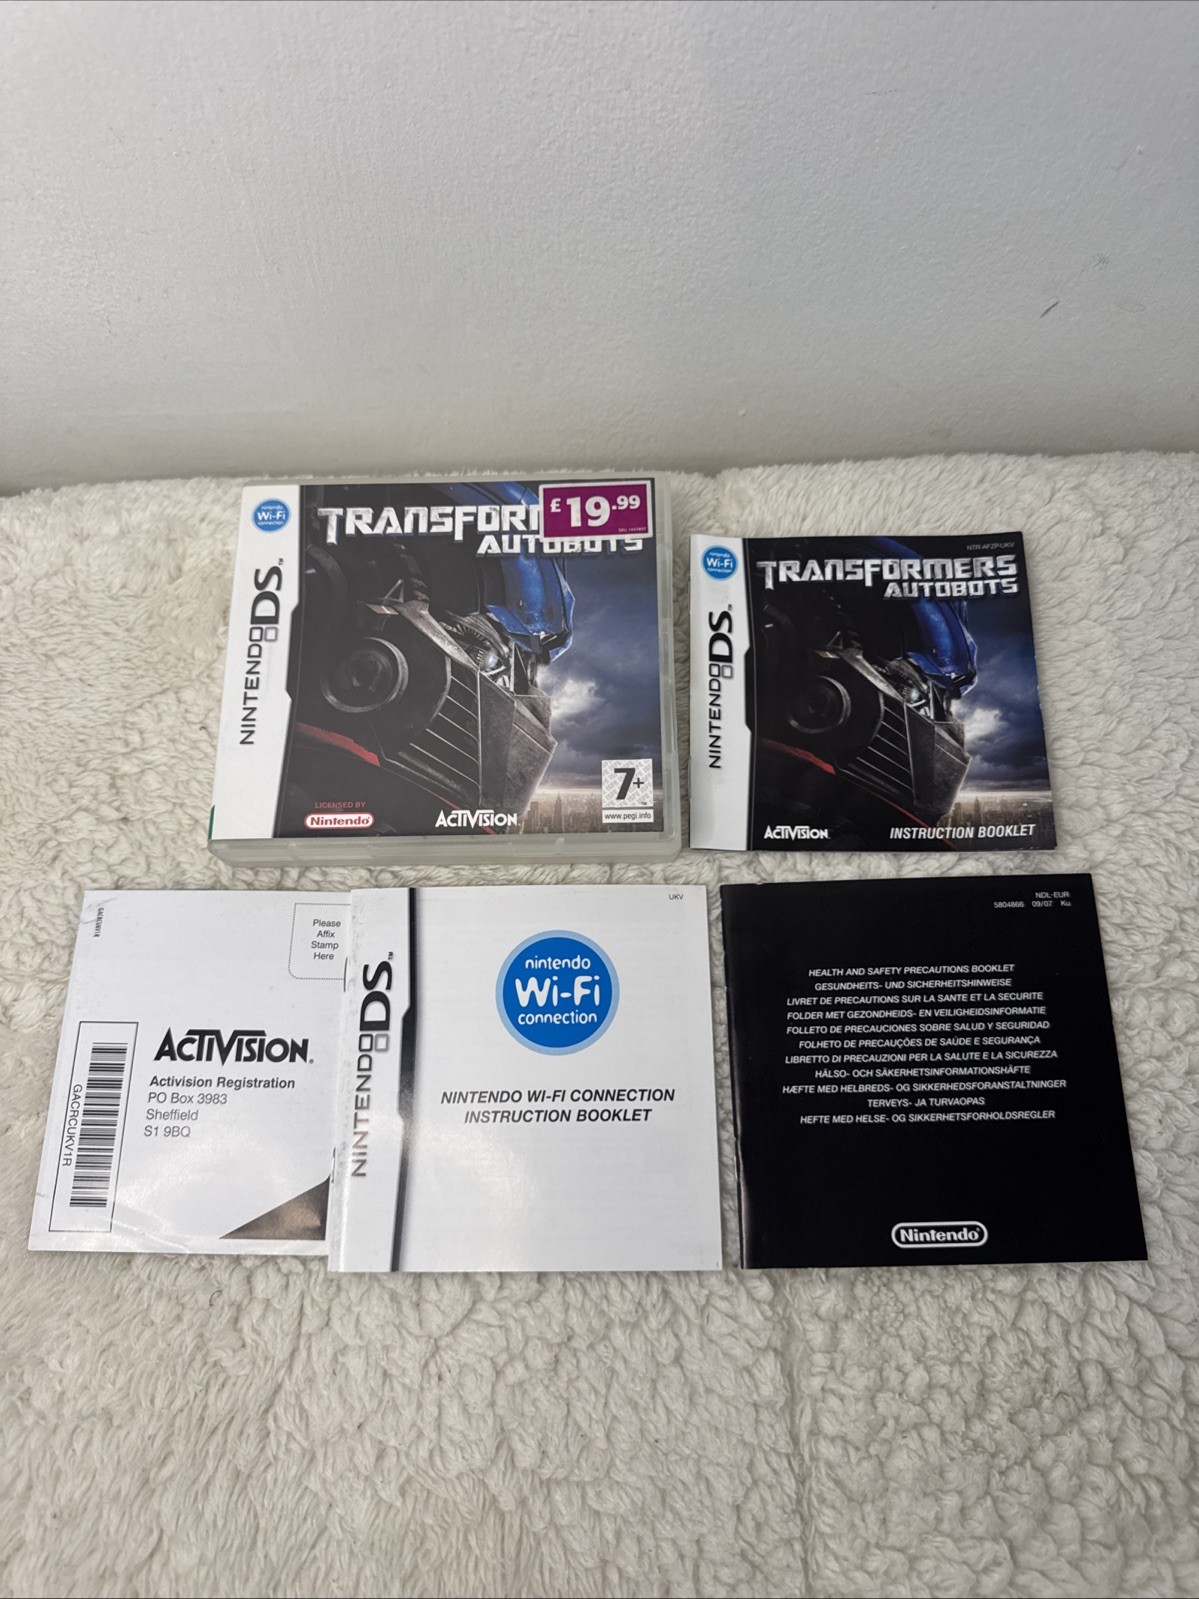 nintendo
Wi-Fi
connection
NINTENDO DS™
TRANSFOR
AUTOBOTS
£19.99
LICENSED BY
Nintendo
ACTIVISION
7+
www.pegi.info
nintendo
Wi-Fi
connection
NTR-AFZP-UKV
NINTENDO DS™
TRANSFORMERS
AUTOBOTS
ACTIVISION
INSTRUCTION BOOKLET
GACRCUKV1R
Please
Affix
Stamp
Here
ACTIVISION®
Activision Registration
PO Box 3983
Sheffield
S1 9BQ
GACRCUKV1R
UKV
NINTENDO DS™
nintendo
Wi-Fi
connection
NINTENDO WI-FI CONNECTION
INSTRUCTION BOOKLET
NDL-EUR
5804866 09/07 Ku
HEALTH AND SAFETY PRECAUTIONS BOOKLET
GESUNDHEITS- UND SICHERHEITSHINWEISE
LIVRET DE PRECAUTIONS SUR LA SANTE ET LA SECURITE
FOLDER MET GEZONDHEIDS- EN VEILIGHEIDSINFORMATIE
FOLLETO DE PRECAUCIONES SOBRE SALUD Y SEGURIDAD
FOLHETO DE PRECAUÇÕES DE SAÚDE E SEGURANÇA
LIBRETTO DI PRECAUZIONI PER LA SALUTE E LA SICUREZZA
HÄLSO- OCH SÄKERHETSINFORMATIONSHÄFTE
HÆFTE MED HELBREDS- OG SIKKERHEDSFORANSTALTNINGER
TERVEYS- JA TURVAOPAS
HEFTE MED HELSE- OG SIKKERHETSFORHOLDSREGLER
Nintendo®